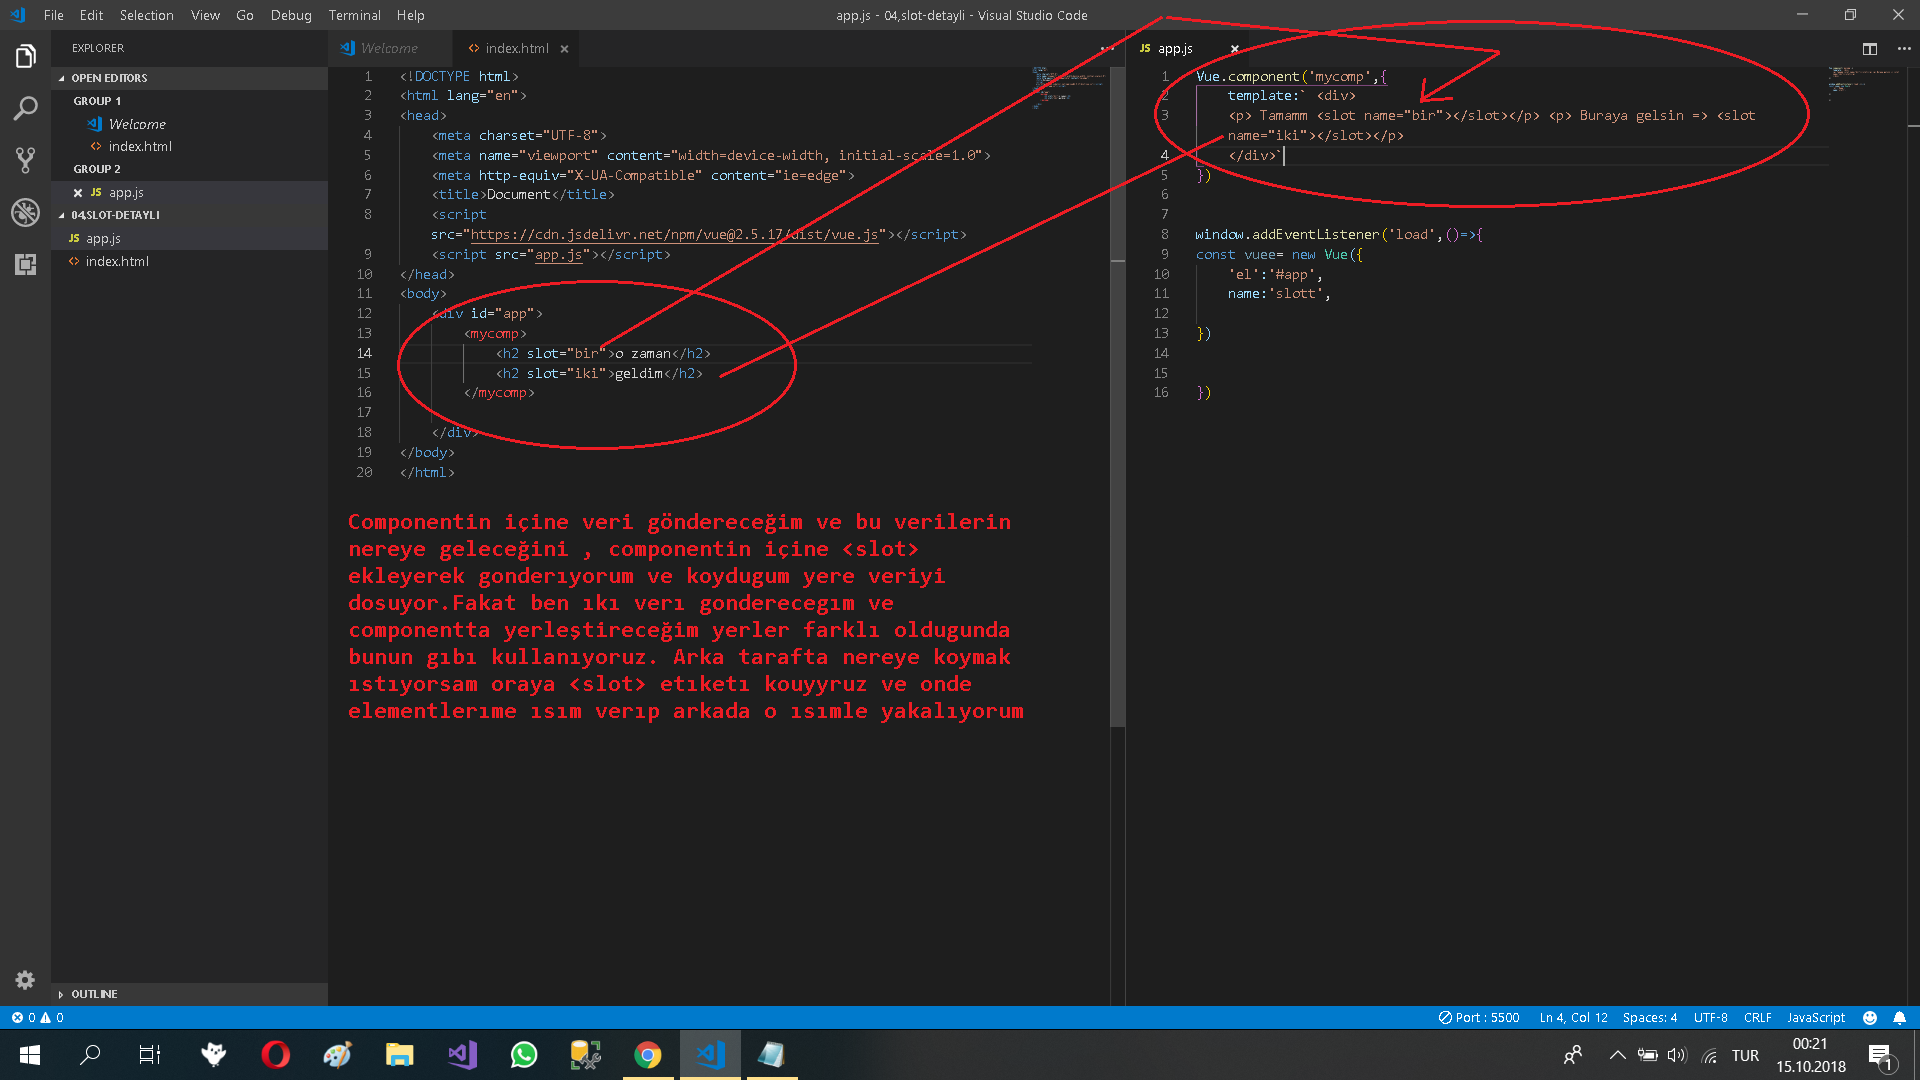 File Edit Selection View Go Debug Terminal Help
app.js - 04,slot-detayli - Visual Studio Code
EXPLORER
OPEN EDITORS
GROUP 1
Welcome
index.html
GROUP 2
JS app.js
04,SLOT-DETAYLI
JS app.js
index.html
OUTLINE
Welcome
index.html
1 <!DOCTYPE html>
2 <html lang="en">
3 <head>
4 <meta charset="UTF-8">
5 <meta name="viewport" content="width=device-width, initial-scale=1.0">
6 <meta http-equiv="X-UA-Compatible" content="ie=edge">
7 <title>Document</title>
8 <script
src="https://cdn.jsdelivr.net/npm/vue@2.5.17/dist/vue.js"></script>
9 <script src="app.js"></script>
10 </head>
11 <body>
12 <div id="app">
13 <mycomp>
14 <h2 slot="bir">o zaman</h2>
15 <h2 slot="iki">geldim</h2>
16 </mycomp>
17
18 </div>
19 </body>
20 </html>
Componentin içine veri göndereceğim ve bu verilerin
nereye geleceğini , componentin içine <slot>
ekleyerek gonderıyorum ve koydugum yere veriyi
dosuyor.Fakat ben ıkı verı gonderecegım ve
componentta yerleştireceğim yerler farklı oldugunda
bunun gıbı kullanıyoruz. Arka tarafta nereye koymak
ıstıyorsam oraya <slot> etıketı kouyyruz ve onde
elementlerıme ısım verıp arkada o ısımle yakalıyorum
JS app.js
1 Vue.component('mycomp',{
2 template:` <div>
3 <p> Tamamm <slot name="bir"></slot></p> <p> Buraya gelsin => <slot
name="iki"></slot></p>
4 </div>`
5 })
6
7
8 window.addEventListener('load',()=>{
9 const vuee= new Vue({
10 'el':'#app',
11 name:'slott',
12
13 })
14
15
16 })
0 0
Port : 5500 Ln 4, Col 12 Spaces: 4 UTF-8 CRLF JavaScript
TUR
00:21
15.10.2018
1